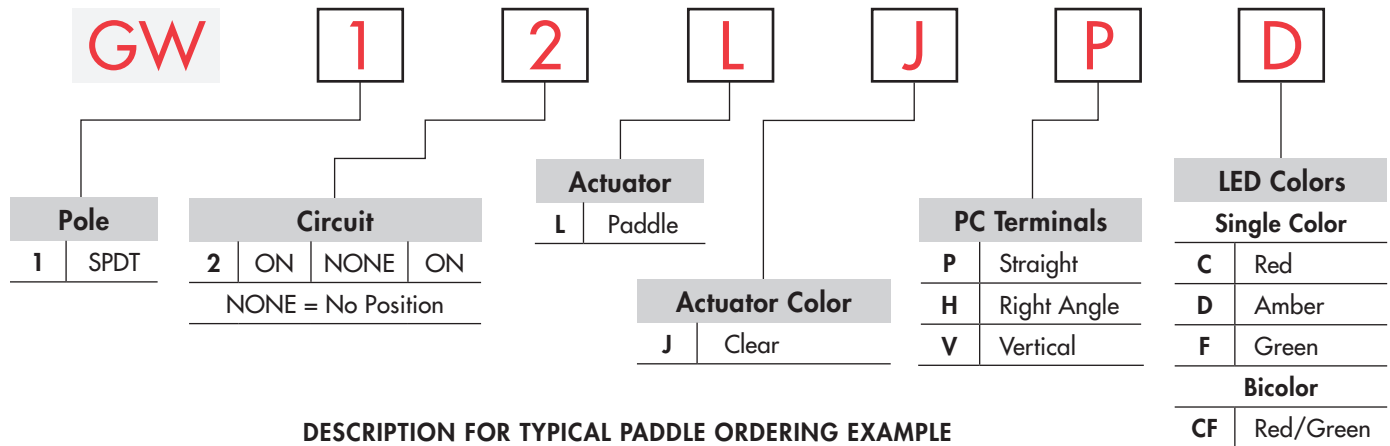 GW 1 2 L J P D
Pole
1 SPDT
Circuit
2 ON NONE ON
NONE = No Position
Actuator
L Paddle
Actuator Color
J Clear
PC Terminals
P Straight
H Right Angle
V Vertical
LED Colors
Single Color
C Red
D Amber
F Green
Bicolor
CF Red/Green
DESCRIPTION FOR TYPICAL PADDLE ORDERING EXAMPLE